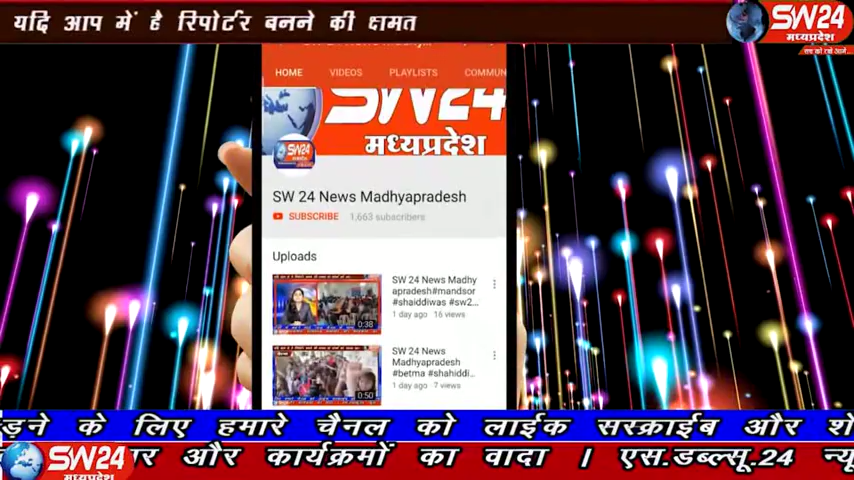 यदि आप में है रिपोर्टर बनने की क्षमत
SW24
मध्यप्रदेश
HOME VIDEOS PLAYLISTS COMMUN
SW24
मध्यप्रदेश
SW24
SW 24 News Madhyapradesh
SUBSCRIBE 1,663 subscribers
Uploads
SW 24 News Madhy
apradesh#mandsor
#shaiddiwas #sw2...
1 day ago 16 views
0:38
SW 24 News
Madhyapradesh
#betma #shahiddi...
1 day ago 7 views
0:50
ड़ने के लिए हमारे चैनल को लाईक सस्क्राईब और शे
SW24
मध्यप्रदेश
र और कार्यक्रमों का वादा । एस.डब्ल्सू.24 न्यू